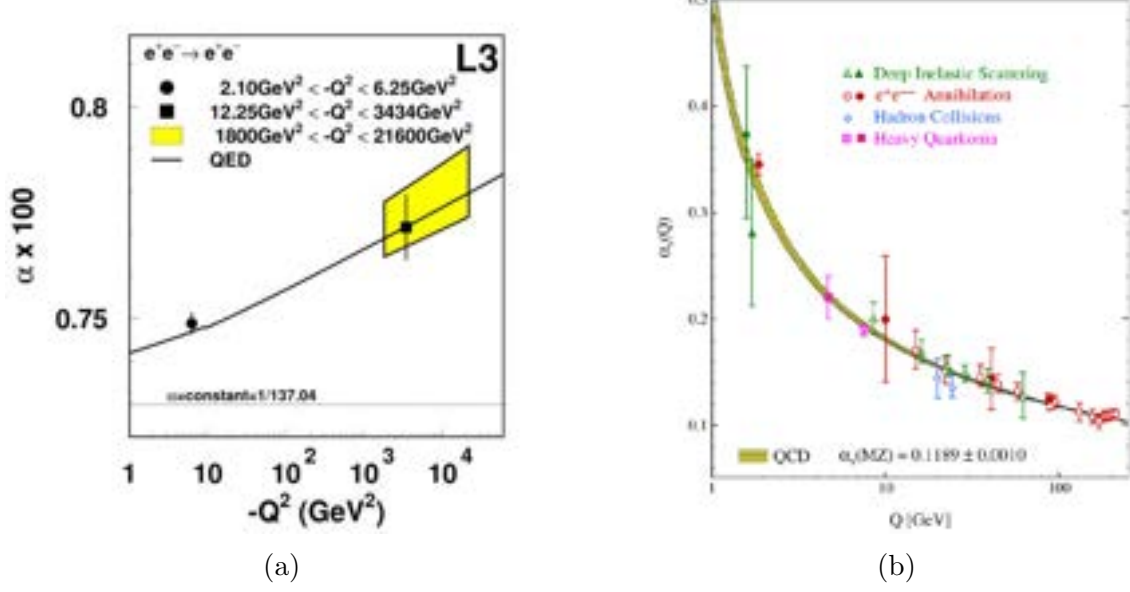 e⁺e⁻→ e⁺e⁻
L3
2.10GeV² < -Q² < 6.25GeV²
12.25GeV² < -Q² < 3434GeV²
1800GeV² < -Q² < 21600GeV²
QED
0.8
0.75
α x 100
constant=1/137.04
1 10 10² 10³ 10⁴
-Q² (GeV²)
(a)
Deep Inelastic Scattering
e⁺e⁻ Annihilation
Hadron Collisions
Heavy Quarkonia
0.5
0.4
0.3
0.2
0.1
αₛ(Q)
QCD αₛ(MZ) = 0.1189 ± 0.0010
1 10 100
Q [GeV]
(b)